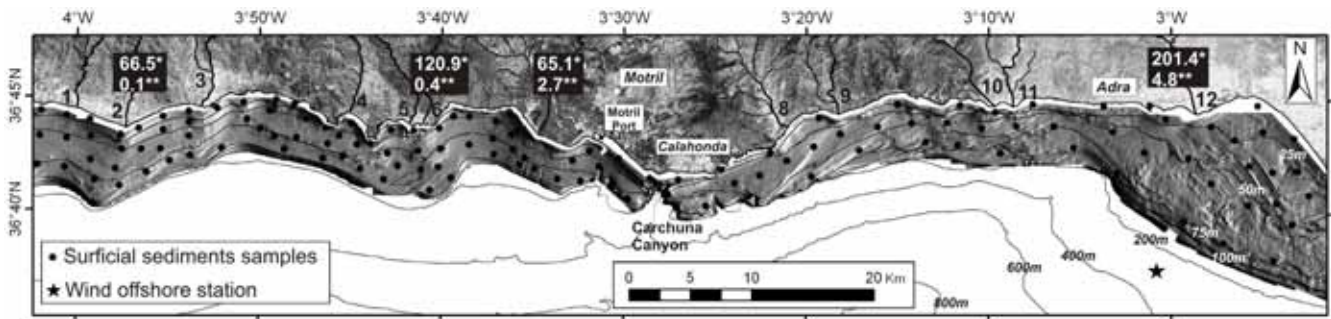 4°W 3°50'W 3°40'W 3°30'W 3°20'W 3°10'W 3°W
36°45'N
36°40'N
N
66.5*
0.1**
120.9*
0.4**
65.1*
2.7**
201.4*
4.8**
1
2
3
4
5
6
8
9
10
11
12
Motril
Motril
Port
Calahonda
Adra
Carchuna
Canyon
25m
50m
75m
100m
200m
400m
600m
800m
• Surficial sediments samples
★ Wind offshore station
0 5 10 20 Km